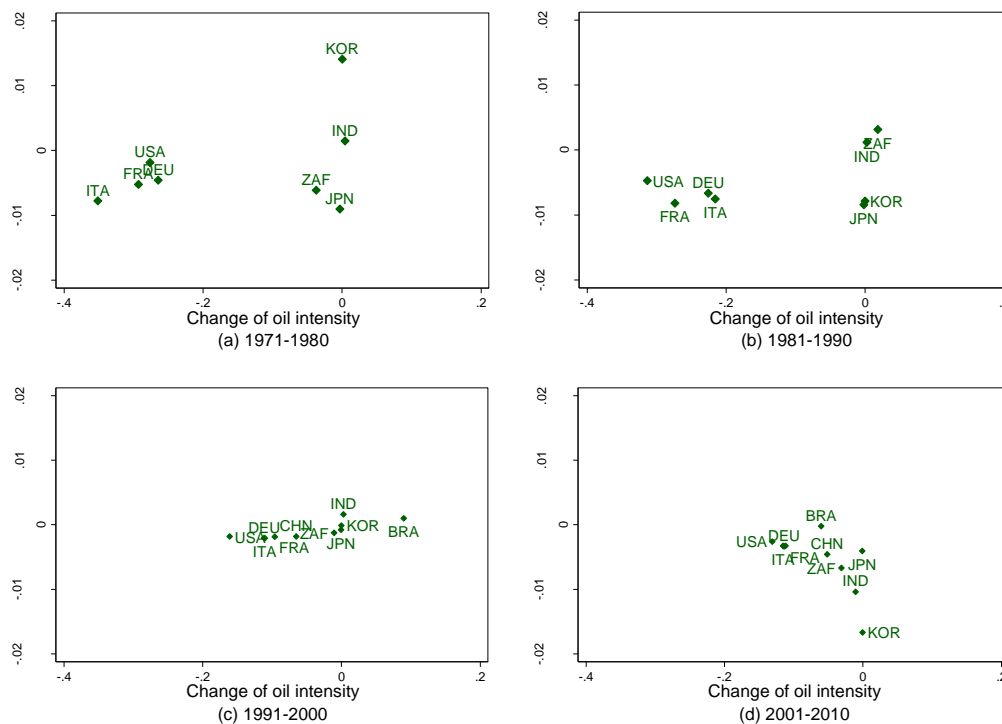 .02
.01
0
-.01
-.02
KOR
IND
USA
FRA
DEU
ITA
ZAF
JPN
-.4
-.2
0
.2
Change of oil intensity
(a) 1971-1980
.02
.01
0
-.01
-.02
ZAF
IND
USA
DEU
FRA
ITA
KOR
JPN
-.4
-.2
0
.2
Change of oil intensity
(b) 1981-1990
.02
.01
0
-.01
-.02
IND
DEU
CHN
KOR
USA
ZAF
BRA
ITA
FRA
JPN
-.4
-.2
0
.2
Change of oil intensity
(c) 1991-2000
.02
.01
0
-.01
-.02
BRA
USA
DEU
CHN
ITA
FRA
JPN
ZAF
IND
KOR
-.4
-.2
0
.2
Change of oil intensity
(d) 2001-2010